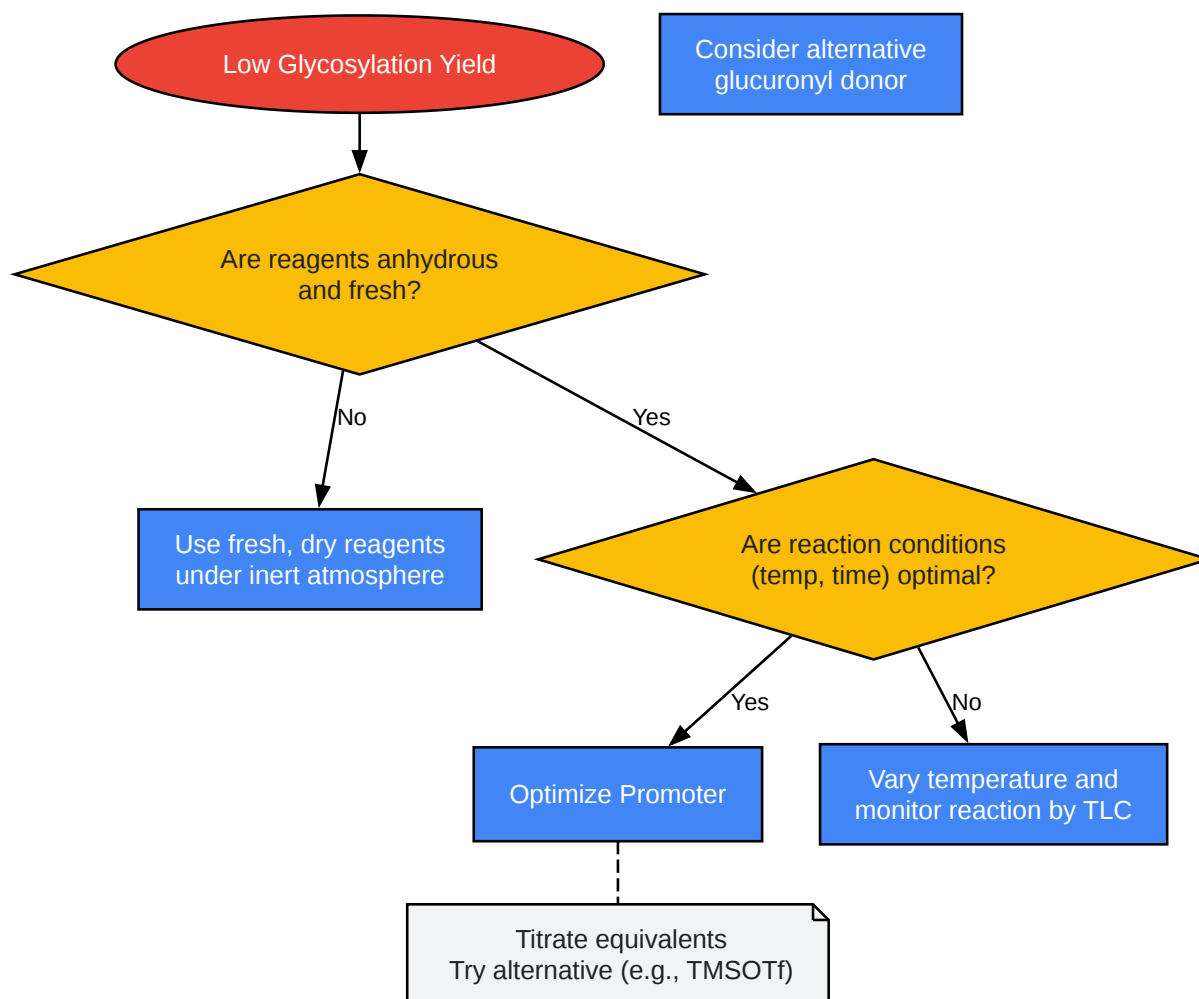 Low Glycosylation Yield
Consider alternative
glucuronyl donor
Are reagents anhydrous
and fresh?
No
Yes
Use fresh, dry reagents
under inert atmosphere
Are reaction conditions
(temp, time) optimal?
Yes
No
Optimize Promoter
Vary temperature and
monitor reaction by TLC
Titrate equivalents
Try alternative (e.g., TMSOTf)